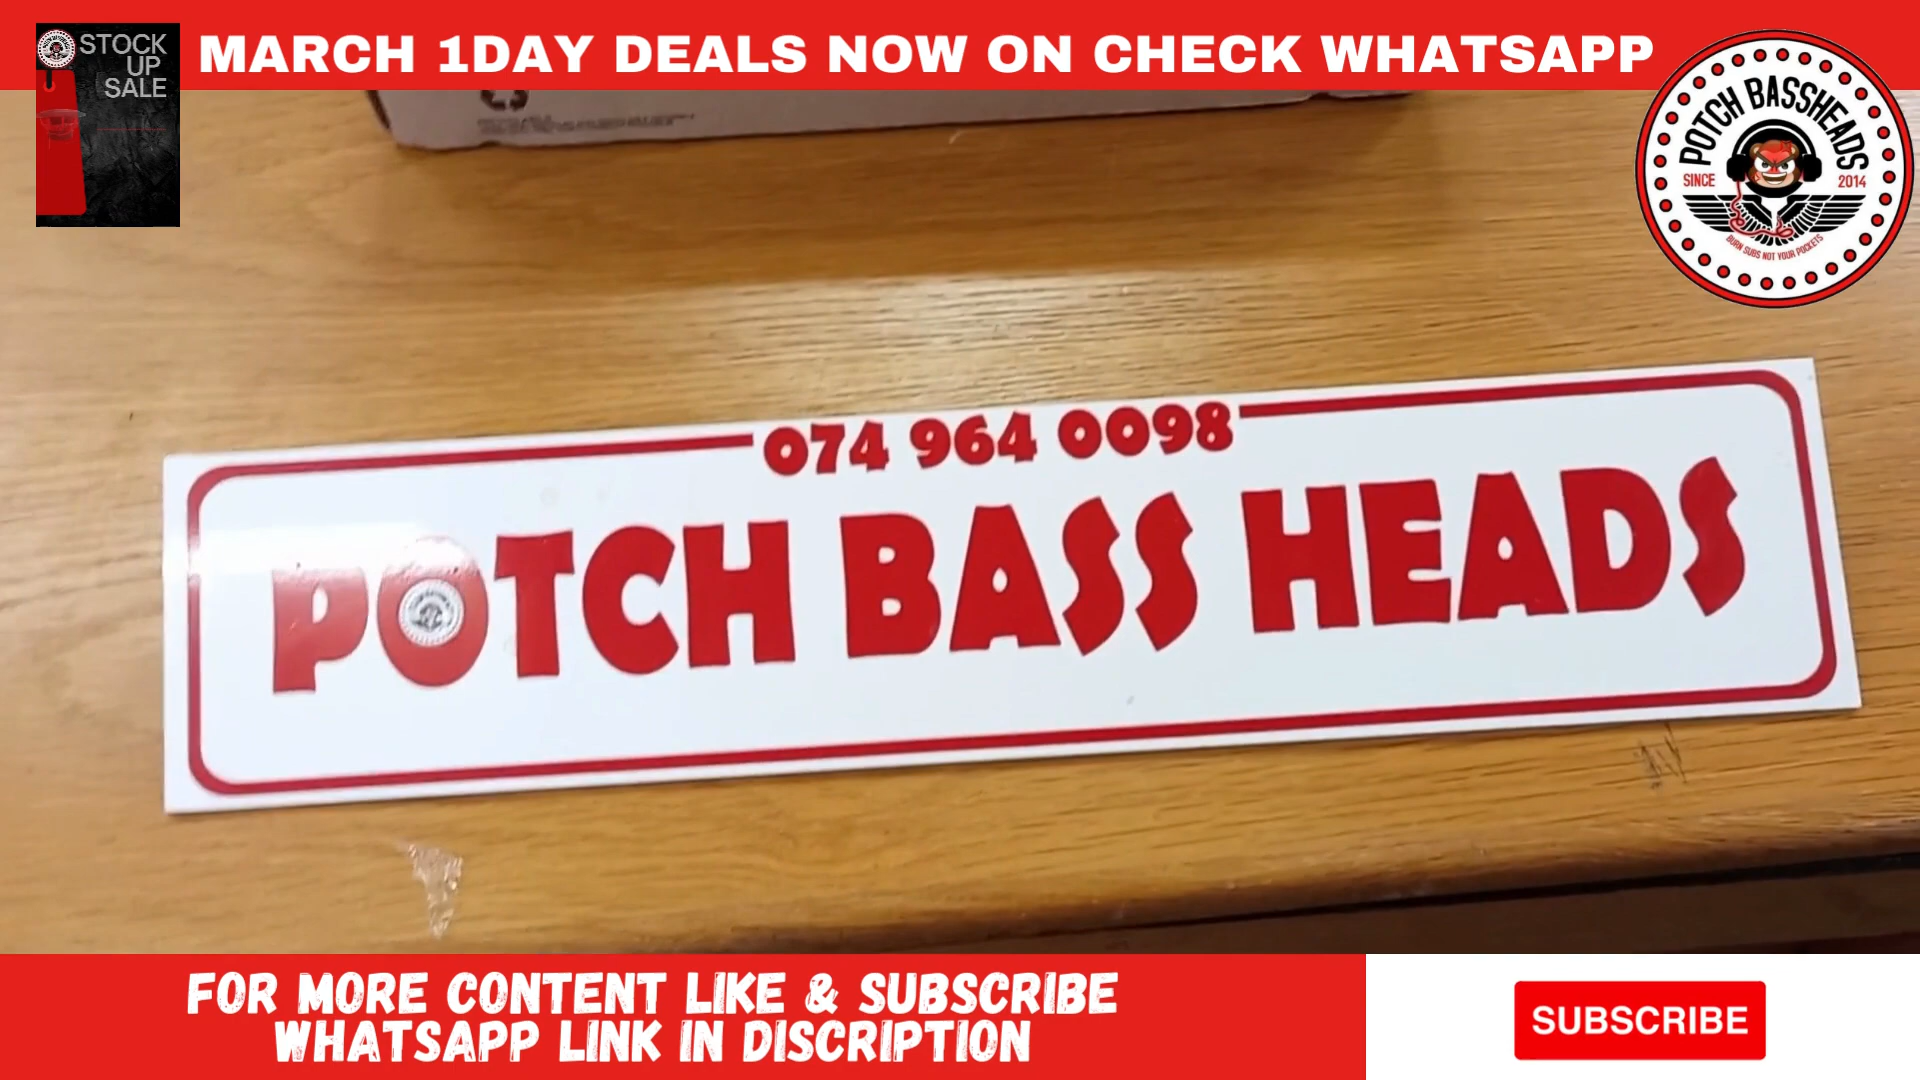 STOCK
UP
SALE
MARCH 1DAY DEALS NOW ON CHECK WHATSAPP
POTCH BASSHEADS
SINCE 2014
BURN SUBS NOT YOUR POCKETS
074 964 0098
POTCH BASS HEADS
FOR MORE CONTENT LIKE & SUBSCRIBE
WHATSAPP LINK IN DISCRIPTION
SUBSCRIBE